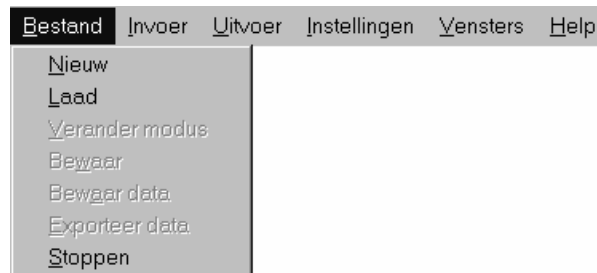 Bestand Invoer Uitvoer Instellingen Vensters Help
Nieuw
Laad
Verander modus
Bewaar
Bewaar data
Exporteer data
Stoppen